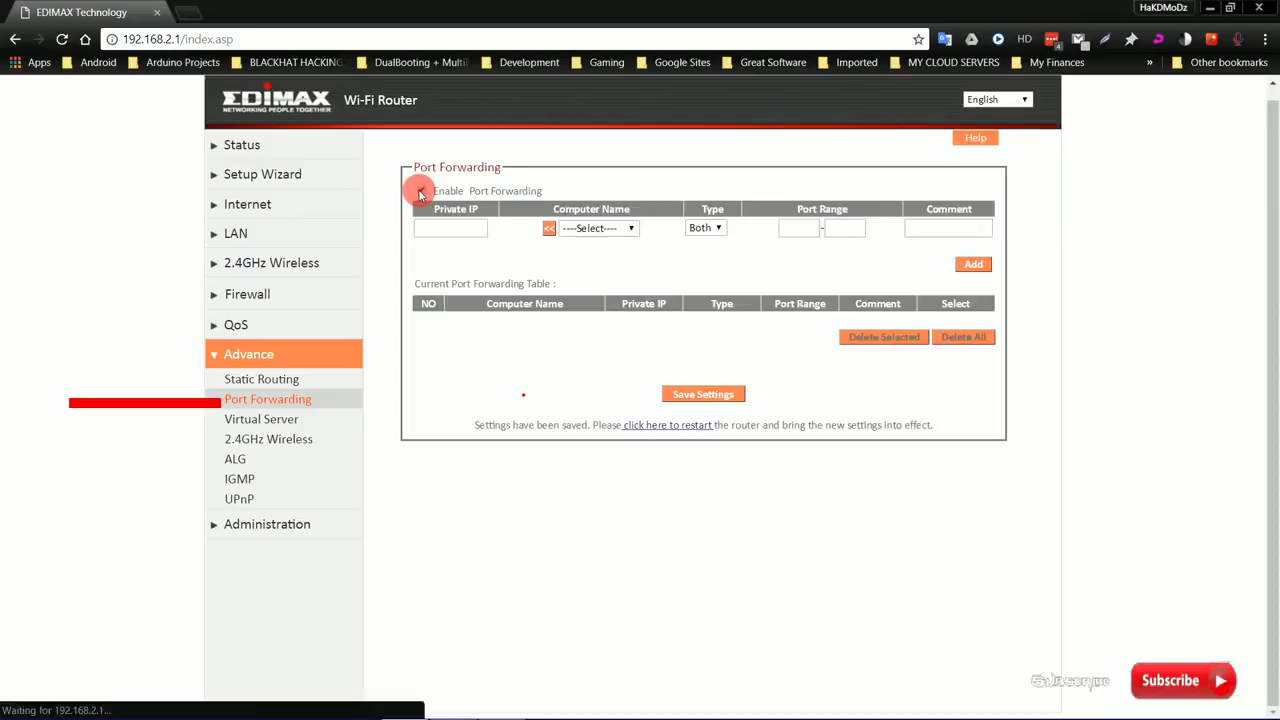 EDIMAX Technology
HaKDMoDz
192.168.2.1/index.asp
HD
4
Apps Android Arduino Projects BLACKHAT HACKING DualBooting + Multi Development Gaming Google Sites Great Software Imported MY CLOUD SERVERS My Finances » Other bookmarks
EDIMAX Wi-Fi Router English
NETWORKING PEOPLE TOGETHER
Help
Status
Setup Wizard
Internet
LAN
2.4GHz Wireless
Firewall
QoS
Advance
Static Routing
Port Forwarding
Virtual Server
2.4GHz Wireless
ALG
IGMP
UPnP
Administration
Port Forwarding
Enable Port Forwarding
Private IP Computer Name Type Port Range Comment
<< ----Select---- Both -
Add
Current Port Forwarding Table :
NO Computer Name Private IP Type Port Range Comment Select
Delete Selected Delete All
Save Settings
Settings have been saved. Please click here to restart the router and bring the new settings into effect.
Subscribe
Waiting for 192.168.2.1...